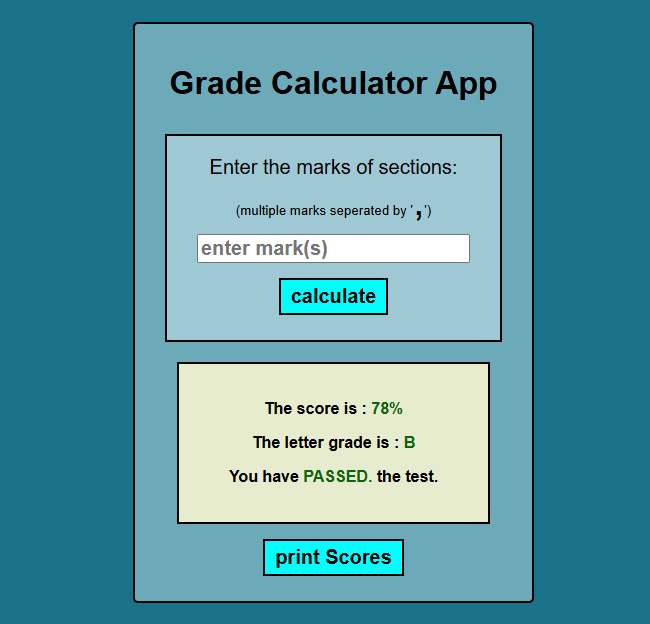 Grade Calculator App
Enter the marks of sections:
(multiple marks seperated by ',')
enter mark(s)
calculate
The score is : 78%
The letter grade is : B
You have PASSED. the test.
print Scores